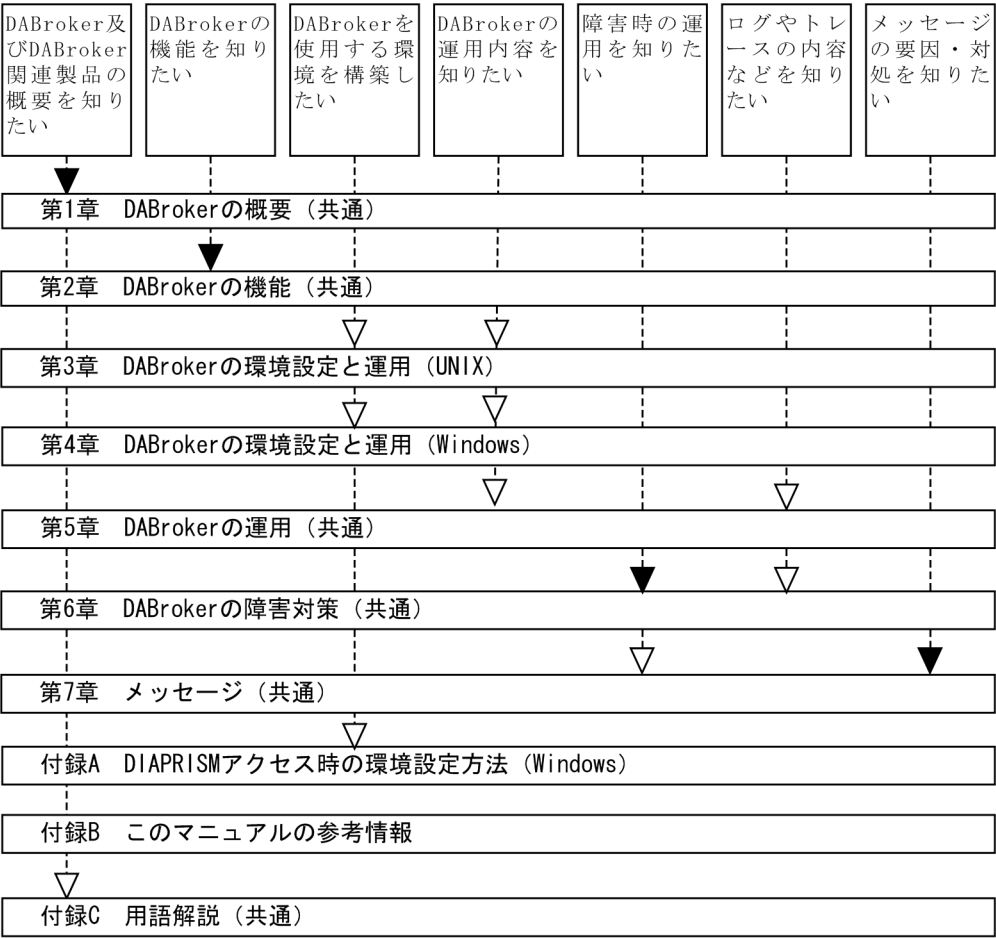 DABroker及
びDABroker
関連製品の
概要を知り
たい
DABrokerの
機能を知り
たい
DABrokerを
使用する環
境を構築し
たい
DABrokerの
運用内容を
知りたい
障害時の運
用を知りた
い
ログやトレ
ースの内容
などを知り
たい
メッセージ
の要因・対
処を知りた
い
第1章 DABrokerの概要（共通）
第2章 DABrokerの機能（共通）
第3章 DABrokerの環境設定と運用（UNIX）
第4章 DABrokerの環境設定と運用（Windows）
第5章 DABrokerの運用（共通）
第6章 DABrokerの障害対策（共通）
第7章 メッセージ（共通）
付録A DIAPRISMアクセス時の環境設定方法（Windows）
付録B このマニュアルの参考情報
付録C 用語解説（共通）